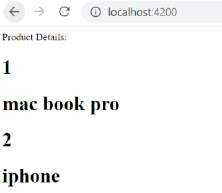 localhost:4200
Product Details:
1
mac book pro
2
iphone